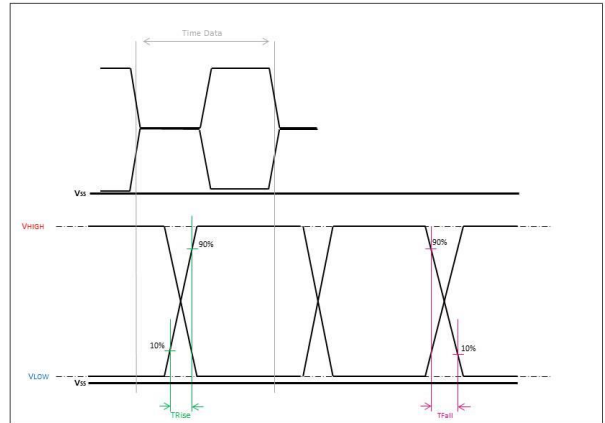 Time Data
VSS
VHIGH
90%
90%
10%
10%
VLOW
VSS
TRise
TFall